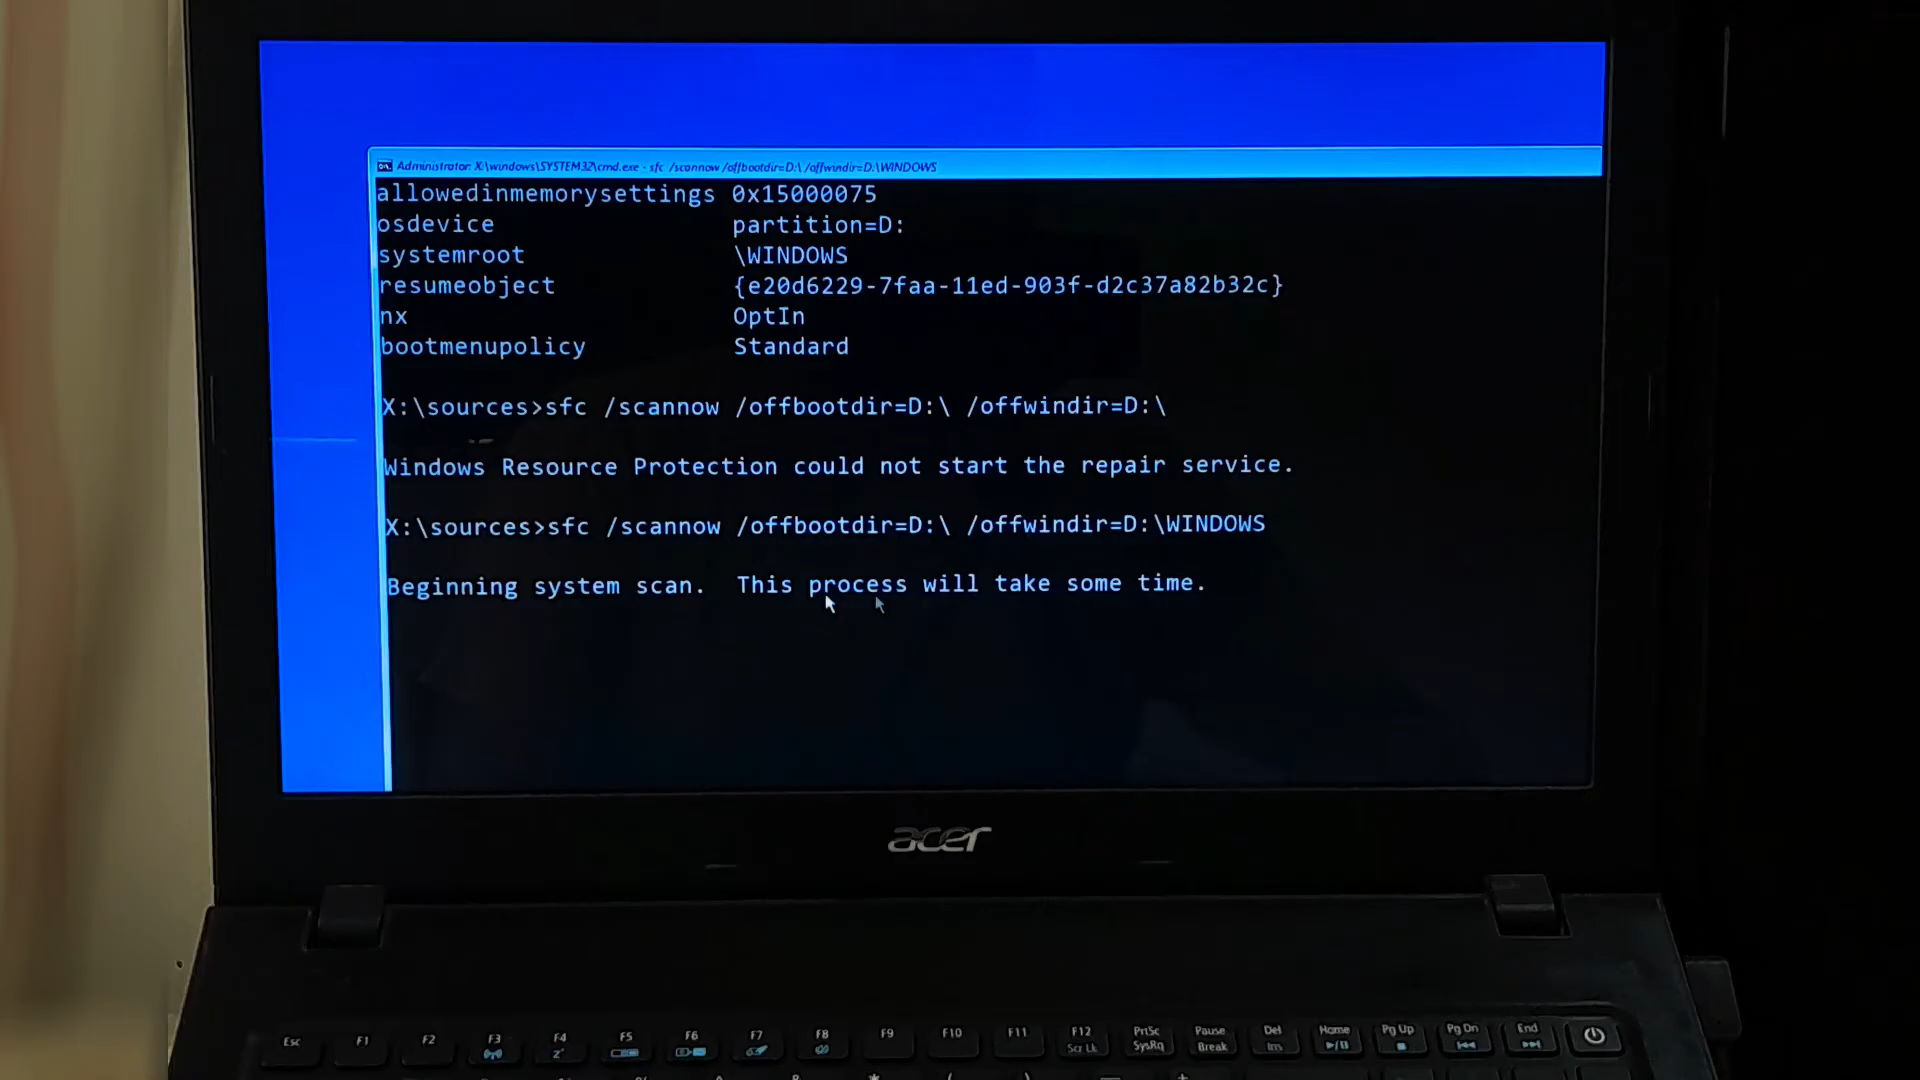 Administrator: X:\windows\SYSTEM32\cmd.exe - sfc /scannow /offbootdir=D:\ /offwindir=D:\WINDOWS
allowedinmemorysettings 0x15000075
osdevice partition=D:
systemroot \WINDOWS
resumeobject {e20d6229-7faa-11ed-903f-d2c37a82b32c}
nx OptIn
bootmenupolicy Standard
X:\sources>sfc /scannow /offbootdir=D:\ /offwindir=D:\
Windows Resource Protection could not start the repair service.
X:\sources>sfc /scannow /offbootdir=D:\ /offwindir=D:\WINDOWS
Beginning system scan. This process will take some time.
acer
Esc F1 F2 F3 F4 F5 F6 F7 F8 F9 F10 F11 F12 PrtSc Pause Del Home Pg Up Pg Dn End
Scr Lk SysRq Break Ins